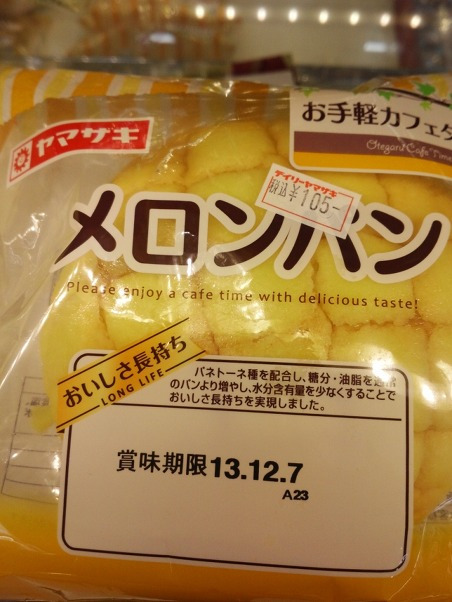 ヤマザキ
お手軽カフェタ
Otegaru Cafe Time
デイリーヤマザキ
税込¥105-
メロンパン
Please enjoy a cafe time with delicious taste!
おいしさ長持ち
LONG LIFE
パネトーネ種を配合し、糖分・油脂を通常
のパンより増やし、水分含有量を少なくすることで
おいしさ長持ちを実現しました。
賞味期限13.12.7
A23